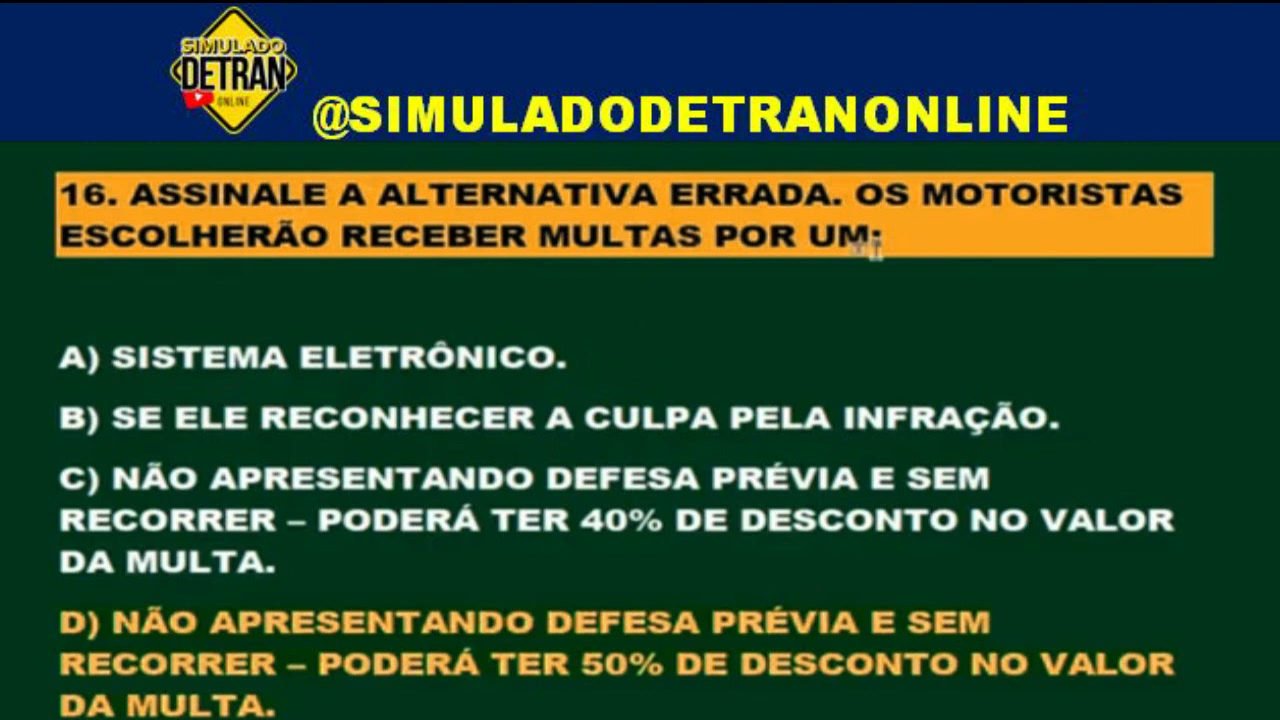 SIMULADO
DETRAN
ONLINE
@SIMULADODETRANONLINE
16. ASSINALE A ALTERNATIVA ERRADA. OS MOTORISTAS
ESCOLHERÃO RECEBER MULTAS POR UM:
A) SISTEMA ELETRÔNICO.
B) SE ELE RECONHECER A CULPA PELA INFRAÇÃO.
C) NÃO APRESENTANDO DEFESA PRÉVIA E SEM
RECORRER – PODERÁ TER 40% DE DESCONTO NO VALOR
DA MULTA.
D) NÃO APRESENTANDO DEFESA PRÉVIA E SEM
RECORRER – PODERÁ TER 50% DE DESCONTO NO VALOR
DA MULTA.